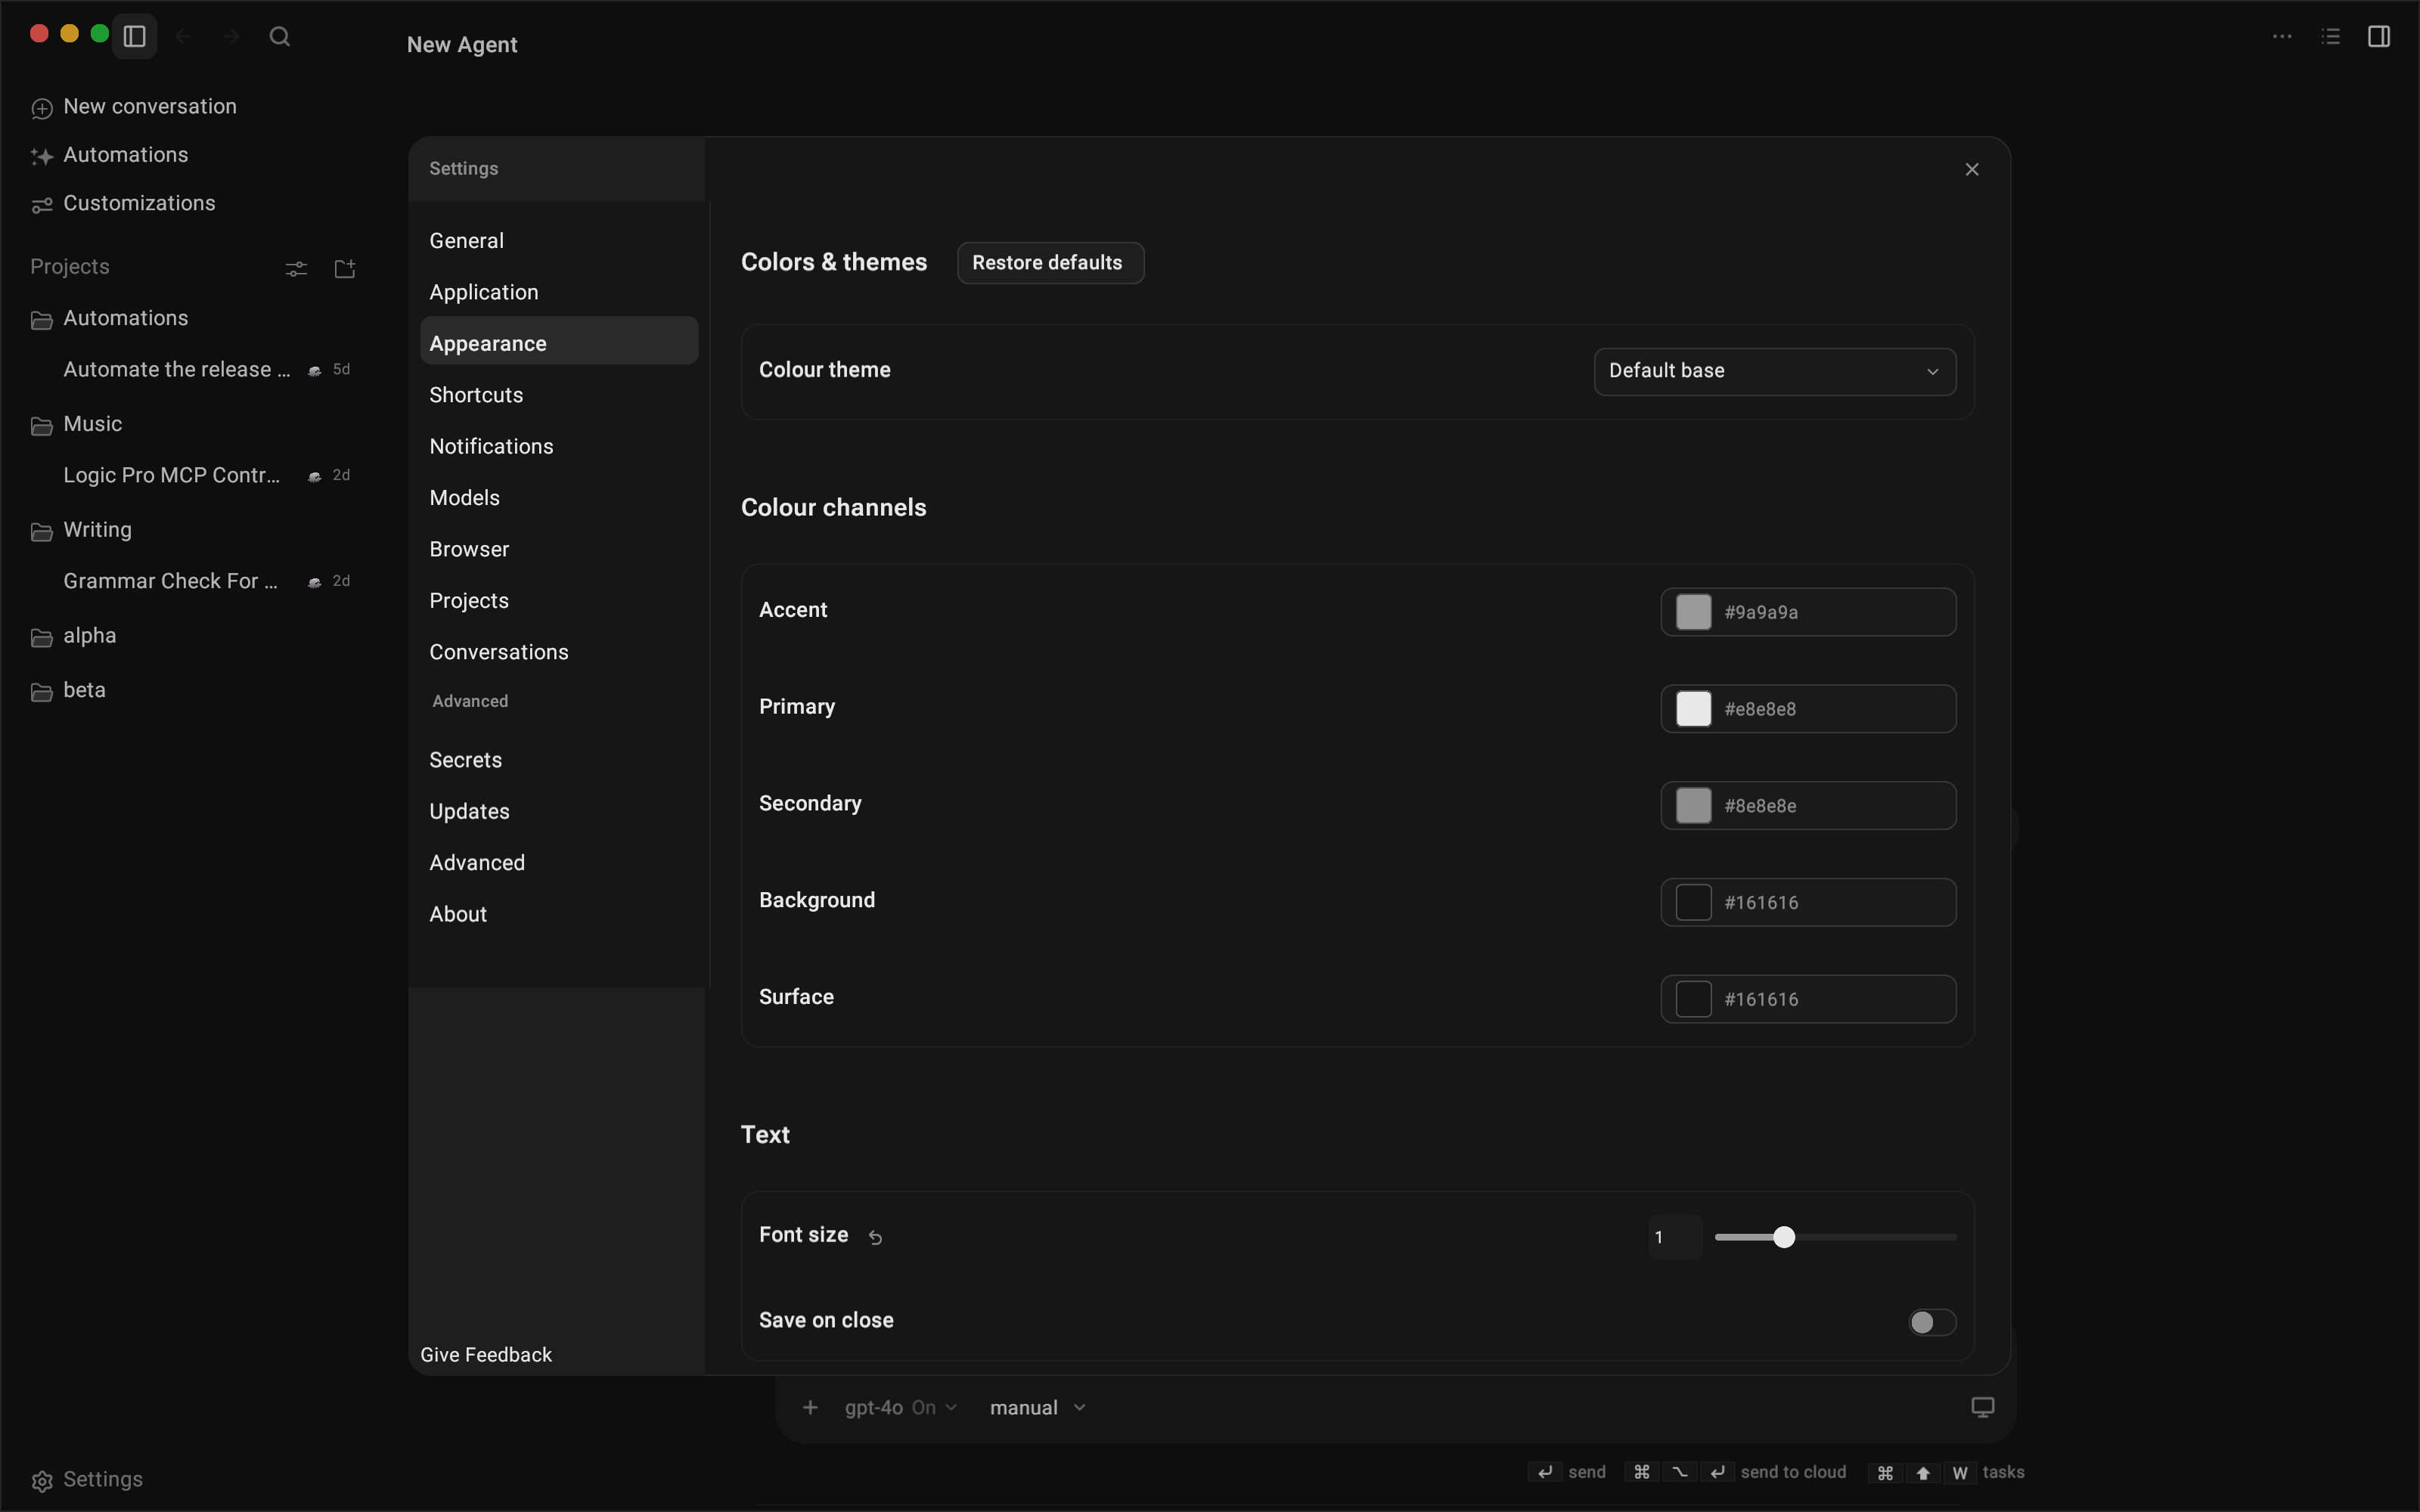 New Agent
New conversation
Automations
Customizations
Projects
Automations
Automate the release ... 5d
Music
Logic Pro MCP Contr... 2d
Writing
Grammar Check For ... 2d
alpha
beta
Settings
Settings
General
Application
Appearance
Shortcuts
Notifications
Models
Browser
Projects
Conversations
Advanced
Secrets
Updates
Advanced
About
Give Feedback
Colors & themes Restore defaults
Colour theme Default base
Colour channels
Accent #9a9a9a
Primary #e8e8e8
Secondary #8e8e8e
Background #161616
Surface #161616
Text
Font size 1
Save on close
gpt-4o On manual
↵ send ⌘ ⌥ ↵ send to cloud ⌘ ⬆ W tasks